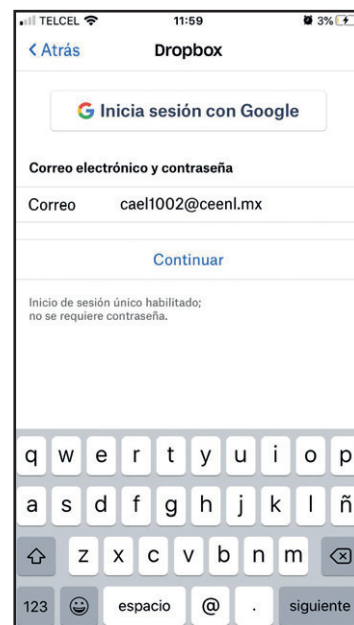 TELCEL 11:59 3%
Atrás Dropbox
Inicia sesión con Google
Correo electrónico y contraseña
Correo cael1002@ceenl.mx
Continuar
Inicio de sesión único habilitado;
no se requiere contraseña.
q w e r t y u i o p
a s d f g h j k l ñ
z x c v b n m
123 espacio @ . siguiente